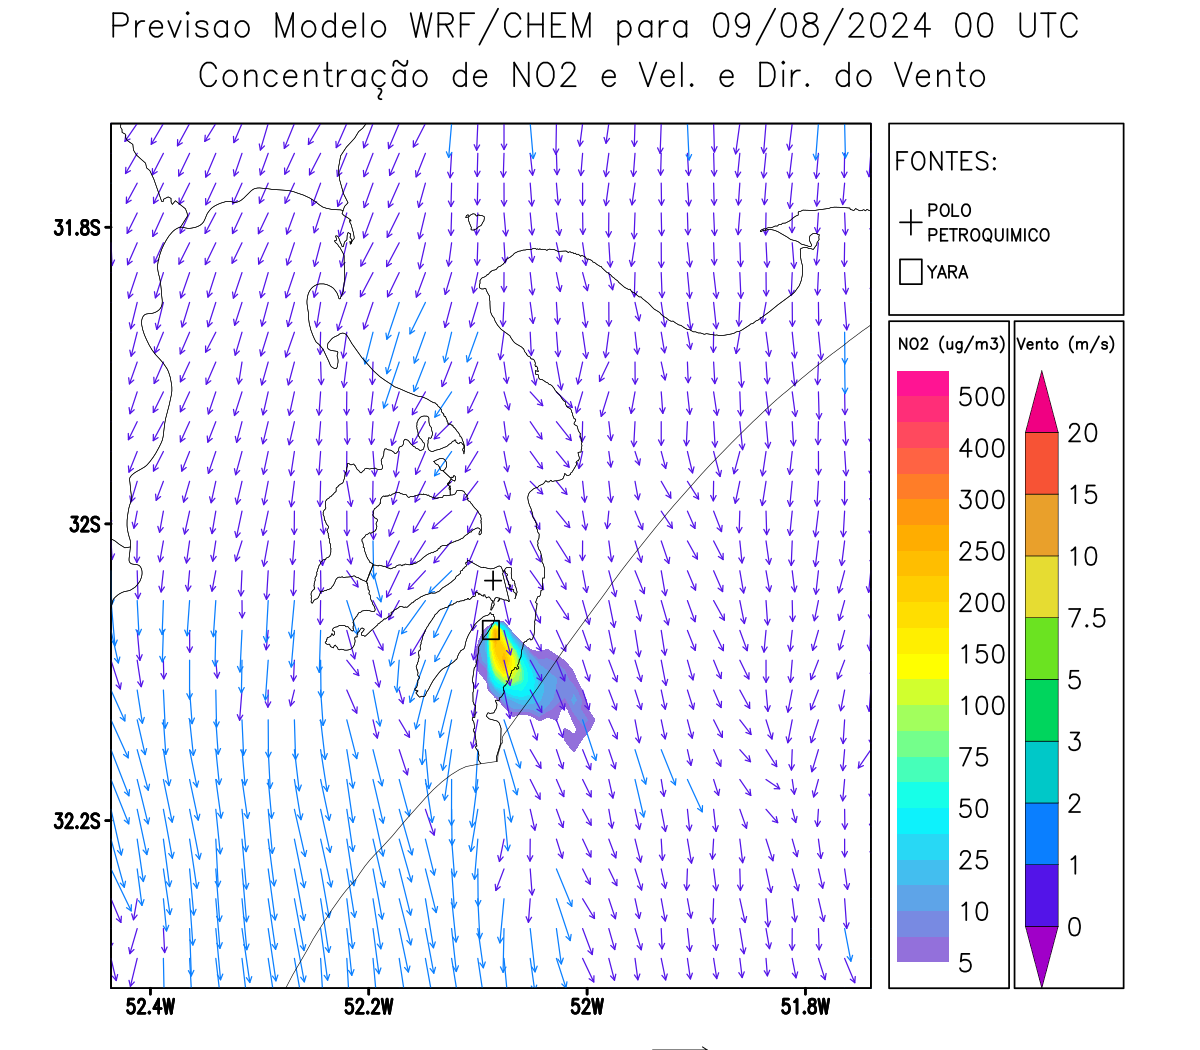 Previsao Modelo WRF/CHEM para 09/08/2024 00 UTC
Concentração de NO2 e Vel. e Dir. do Vento
FONTES:
POLO
PETROQUIMICO
YARA
31.8S
32S
32.2S
52.4W
52.2W
52W
51.8W
NO2 (ug/m3)
500
400
300
250
200
150
100
75
50
25
10
5
Vento (m/s)
20
15
10
7.5
5
3
2
1
0